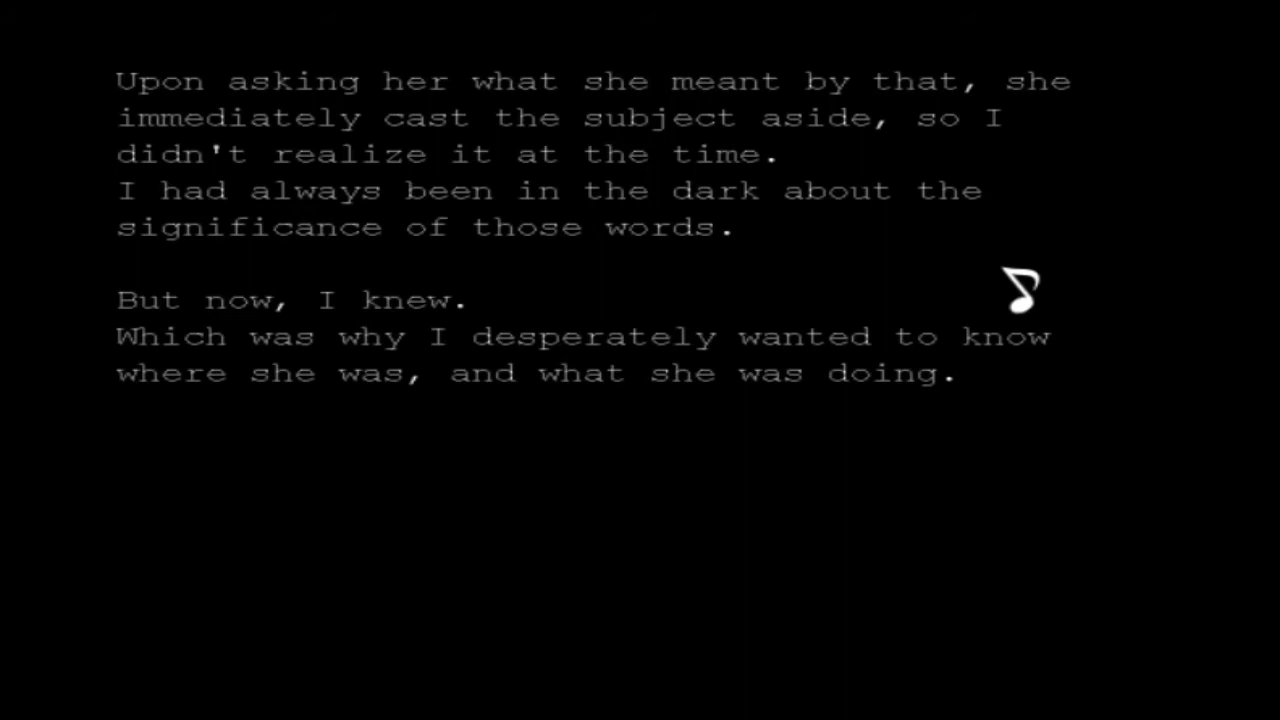 Upon asking her what she meant by that, she
immediately cast the subject aside, so I
didn't realize it at the time.
I had always been in the dark about the
significance of those words.
But now, I knew.
Which was why I desperately wanted to know
where she was, and what she was doing.